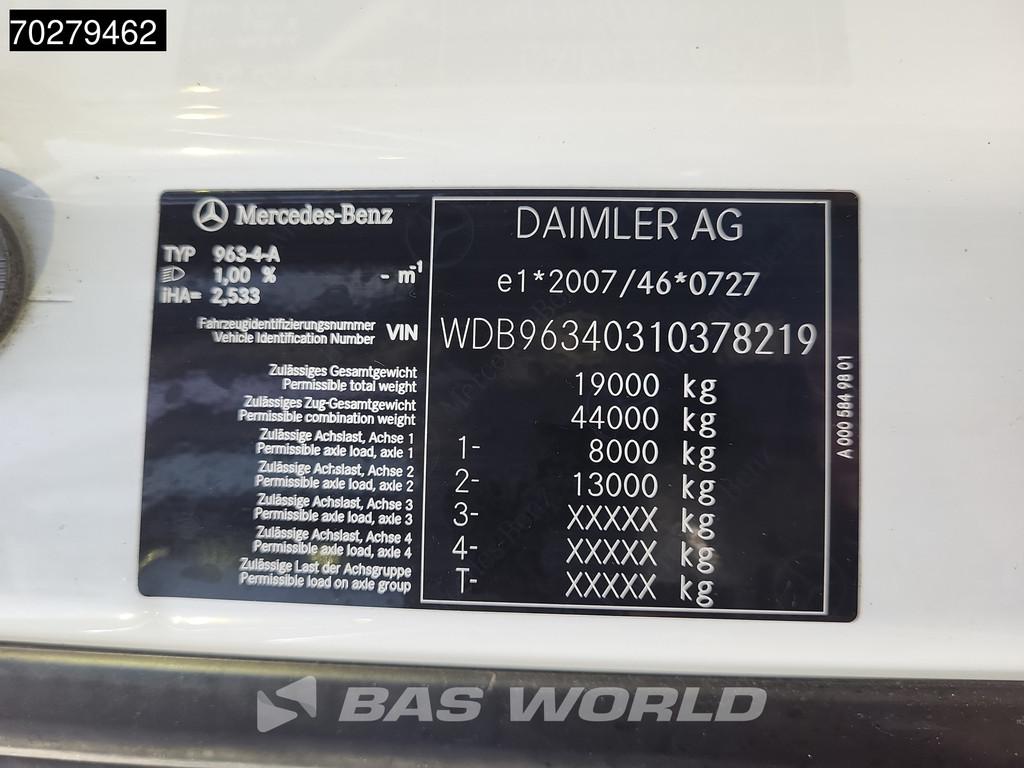 70279462
Mercedes-Benz
DAIMLER AG
TYP 963-4-A
1,00 % - m⁻¹
iHA= 2,533
e1*2007/46*0727
Fahrzeugidentifizierungsnummer
Vehicle Identification Number
VIN
WDB96340310378219
Zulässiges Gesamtgewicht
Permissible total weight
19000 kg
Zulässiges Zug-Gesamtgewicht
Permissible combination weight
44000 kg
Zulässige Achslast, Achse 1
Permissible axle load, axle 1
1- 8000 kg
Zulässige Achslast, Achse 2
Permissible axle load, axle 2
2- 13000 kg
Zulässige Achslast, Achse 3
Permissible axle load, axle 3
3- XXXXX kg
Zulässige Achslast, Achse 4
Permissible axle load, axle 4
4- XXXXX kg
Zulässige Last der Achsgruppe
Permissible load on axle group
T- XXXXX kg
A 000 584 98 01
BAS WORLD